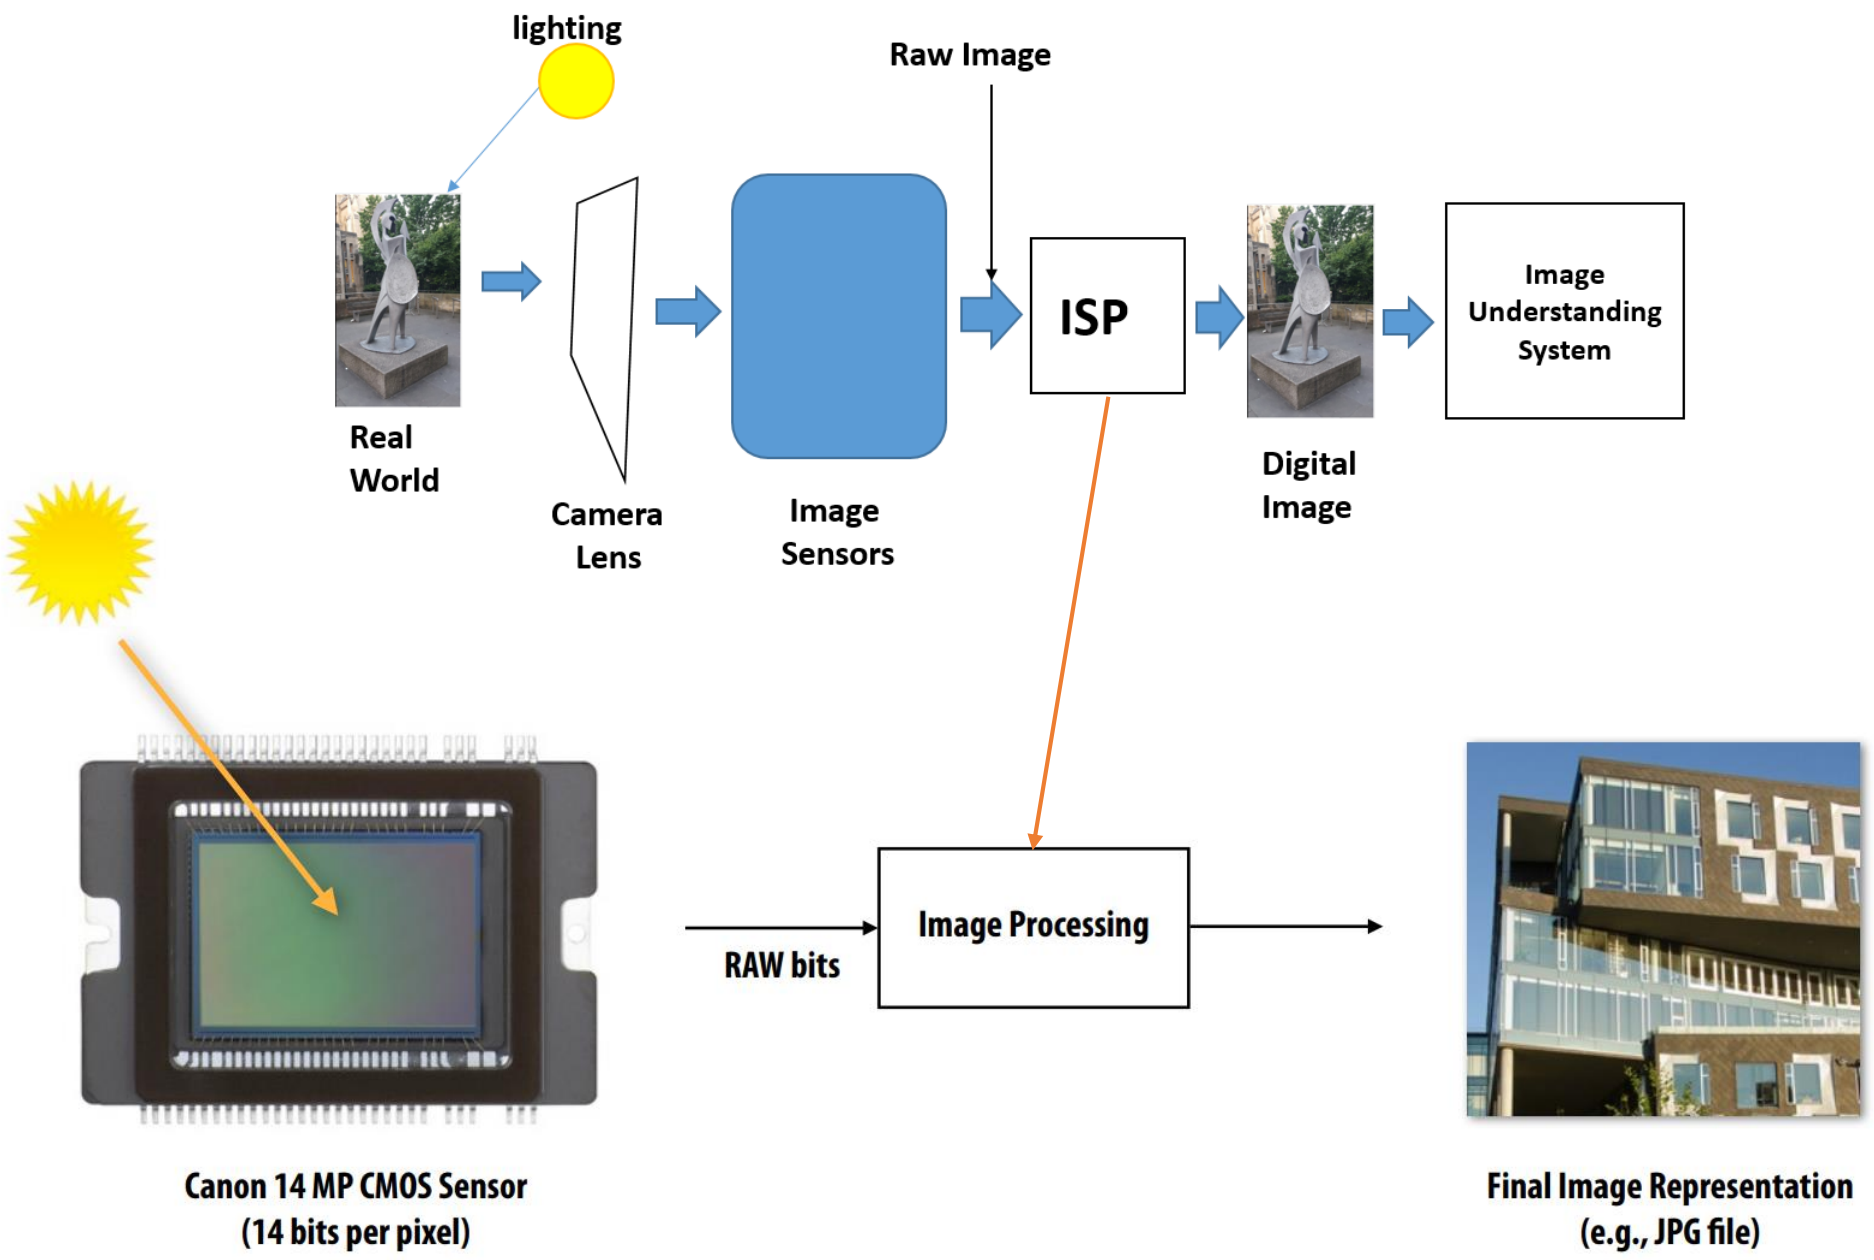 lighting
Raw Image
ISP
Image
Understanding
System
Real
World
Camera
Lens
Image
Sensors
Digital
Image
RAW bits
Image Processing
Canon 14 MP CMOS Sensor
(14 bits per pixel)
Final Image Representation
(e.g., JPG file)